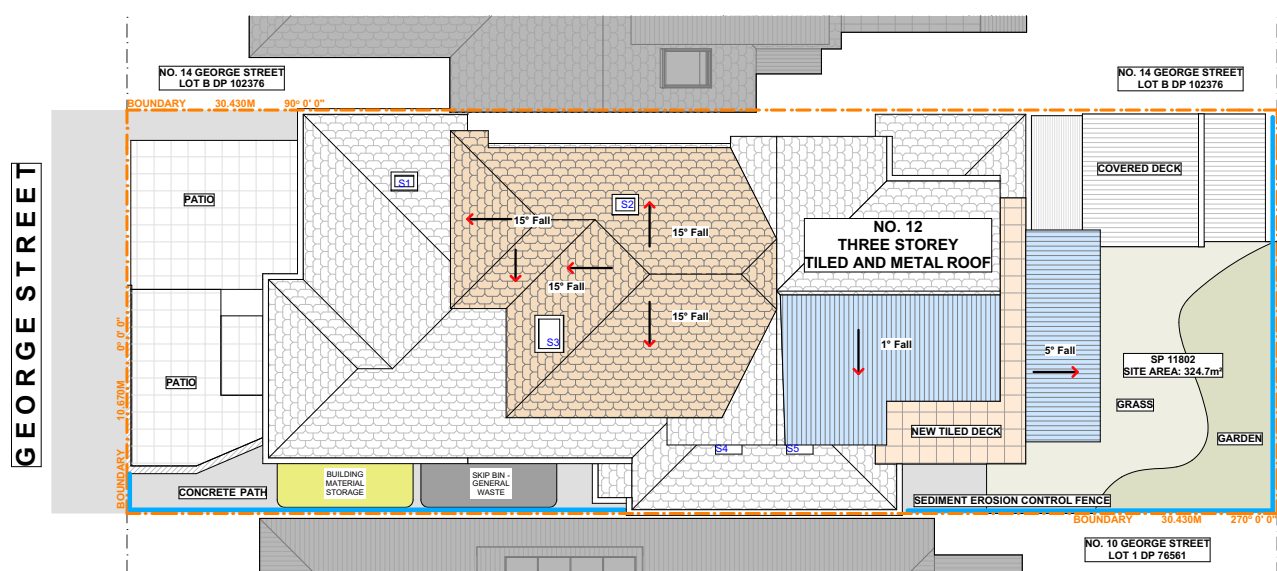 NO. 14 GEORGE STREET
LOT B DP 102376
NO. 14 GEORGE STREET
LOT B DP 102376
BOUNDARY 30.430M 90° 0' 0"
GEORGE STREET
PATIO
S1
COVERED DECK
S2
15° Fall
15° Fall
NO. 12
THREE STOREY
TILED AND METAL ROOF
15° Fall
15° Fall
S3
1° Fall
5° Fall
BOUNDARY 10.670M 0° 0' 0"
PATIO
SP 11802
SITE AREA: 324.7m²
GRASS
NEW TILED DECK
GARDEN
S4
S5
BUILDING
MATERIAL
STORAGE
SKIP BIN -
GENERAL
WASTE
CONCRETE PATH
SEDIMENT EROSION CONTROL FENCE
BOUNDARY 30.430M 270° 0' 0"
NO. 10 GEORGE STREET
LOT 1 DP 76561